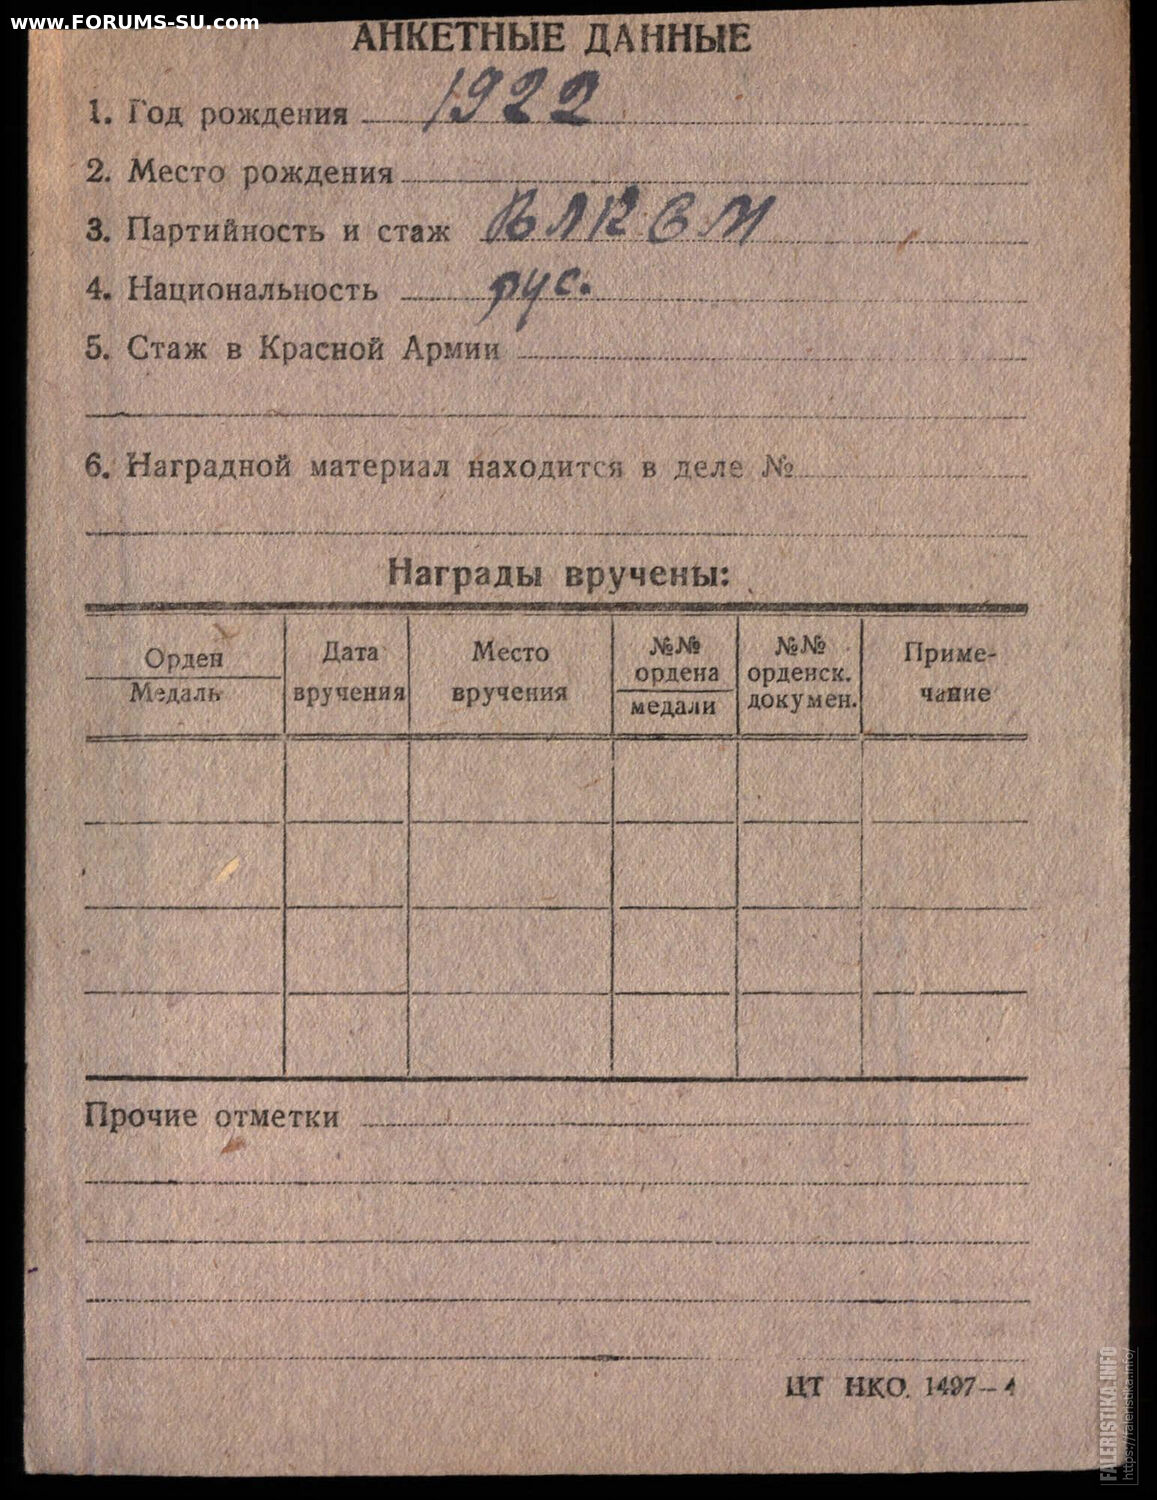 www.FORUMS-SU.com
АНКЕТНЫЕ ДАННЫЕ
1. Год рождения 1922
2. Место рождения
3. Партийность и стаж ВЛКСМ
4. Национальность рус.
5. Стаж в Красной Армии
6. Наградной материал находится в деле №
Награды вручены:
Орден
Медаль
Дата
вручения
Место
вручения
№№
ордена
медали
№№
орденск.
докумен.
Приме-
чание
Прочие отметки
ЦТ НКО. 1497—4
FALERISTIKA.INFO
https://faleristika.info/